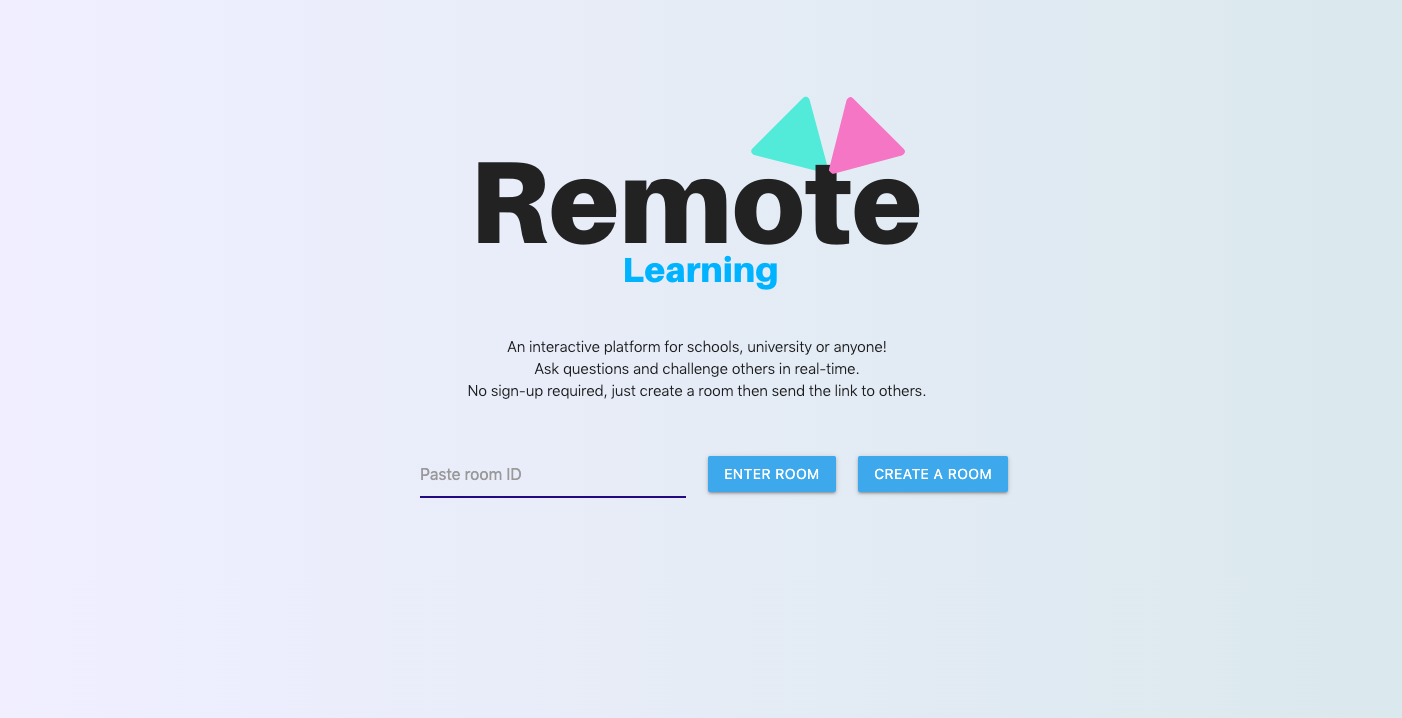 Remote
Learning
An interactive platform for schools, university or anyone!
Ask questions and challenge others in real-time.
No sign-up required, just create a room then send the link to others.
Paste room ID
ENTER ROOM
CREATE A ROOM